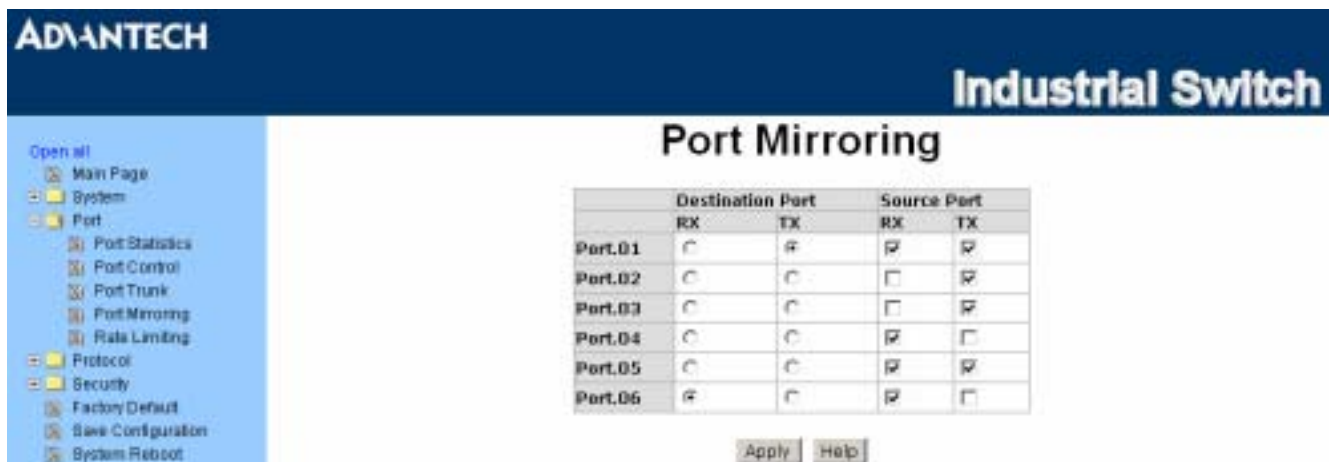 ADVANTECH
Industrial Switch
Open all
Main Page
System
Port
Port Statistics
Port Control
Port Trunk
Port Mirroring
Rate Limiting
Protocol
Security
Factory Default
Save Configuration
System Reboot
Port Mirroring
Destination Port Source Port
RX TX RX TX
Port.01
Port.02
Port.03
Port.04
Port.05
Port.06
Apply Help